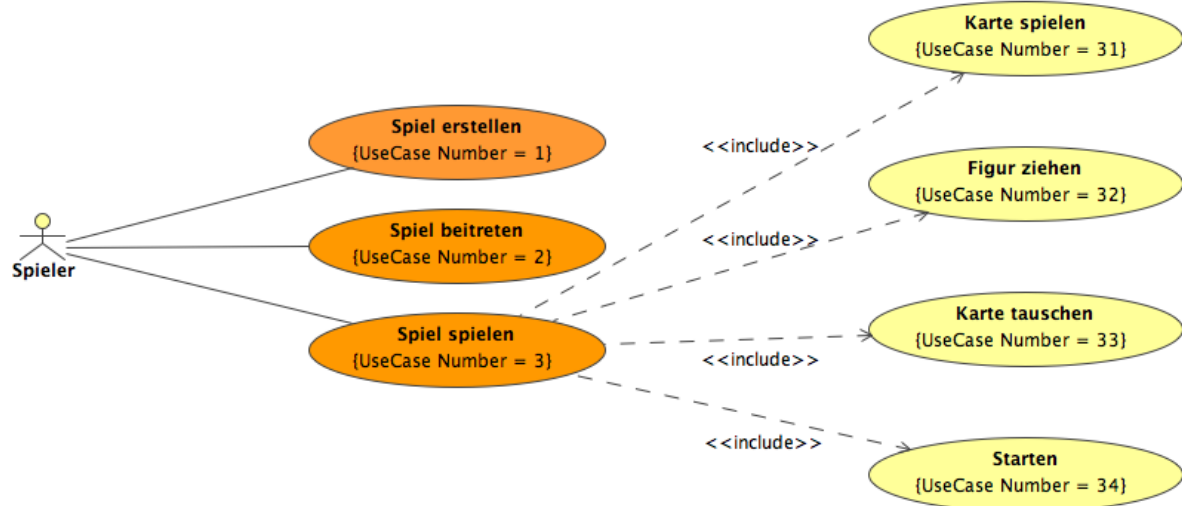 Karte spielen
{UseCase Number = 31}
Spiel erstellen
{UseCase Number = 1}
<<include>>
Figur ziehen
{UseCase Number = 32}
Spieler
Spiel beitreten
{UseCase Number = 2}
<<include>>
Spiel spielen
{UseCase Number = 3}
<<include>>
Karte tauschen
{UseCase Number = 33}
<<include>>
Starten
{UseCase Number = 34}